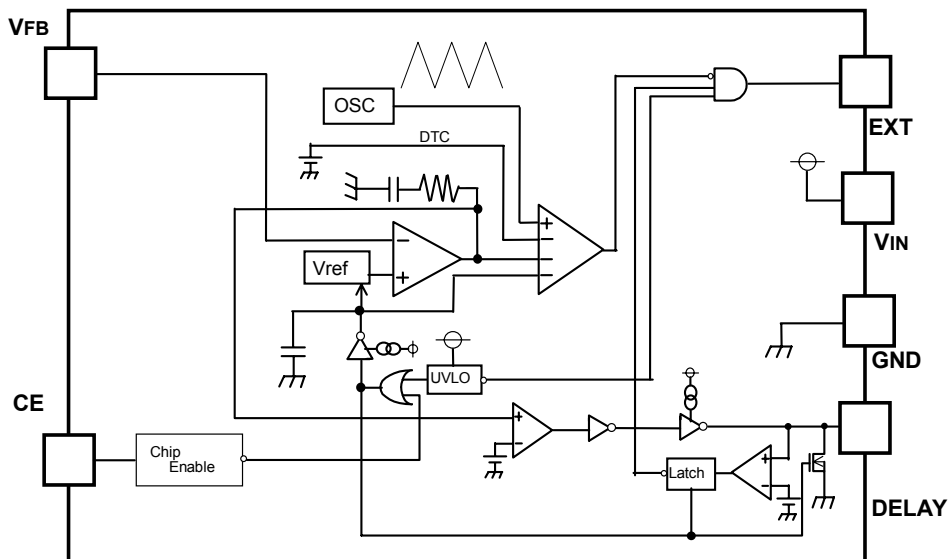 VFB
OSC
EXT
DTC
VIN
Vref
GND
UVLO
CE
Chip
Enable
Latch
DELAY